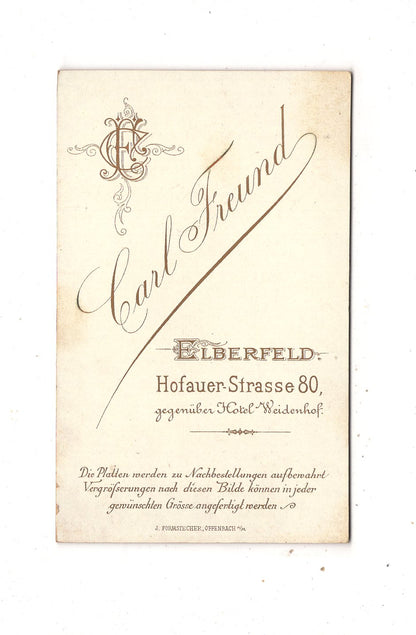 CF
Carl Freund
ELBERFELD.
Hofauer-Strasse 80,
gegenüber Hotel Weidenhof.
Die Platten werden zu Nachbestellungen aufbewahrt
Vergröſserungen nach diesen Bilde können in jeder
gewünschten Grösse angefertigt werden
J. FORMSTECHER, OFFENBACH a/M.